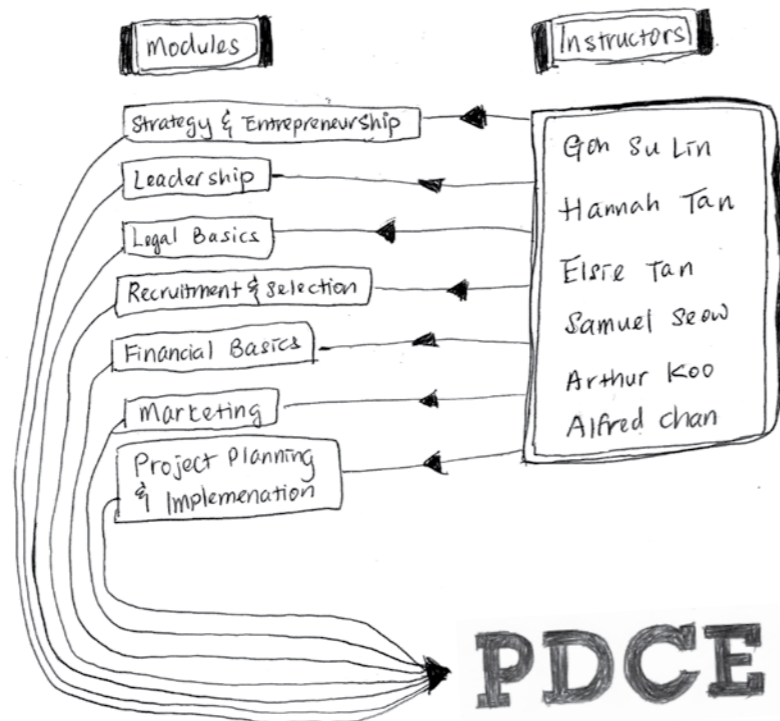 Modules
Strategy & Entrepreneurship
Leadership
Legal Basics
Recruitment & Selection
Financial Basics
Marketing
Project Planning
& Implemenation
Instructors
Goh Su Lin
Hannah Tan
Elsie Tan
Samuel Seow
Arthur Koo
Alfred Chan
PDCE